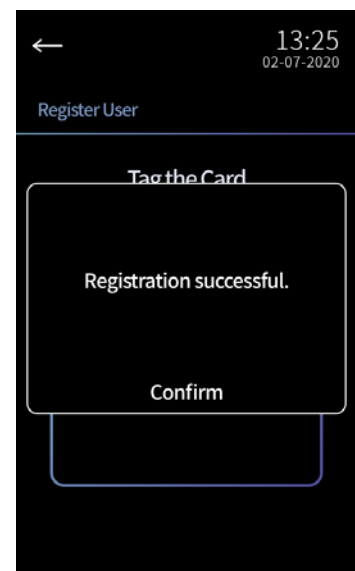 13:25
02-07-2020
Register User
Tag the Card
Registration successful.
Confirm